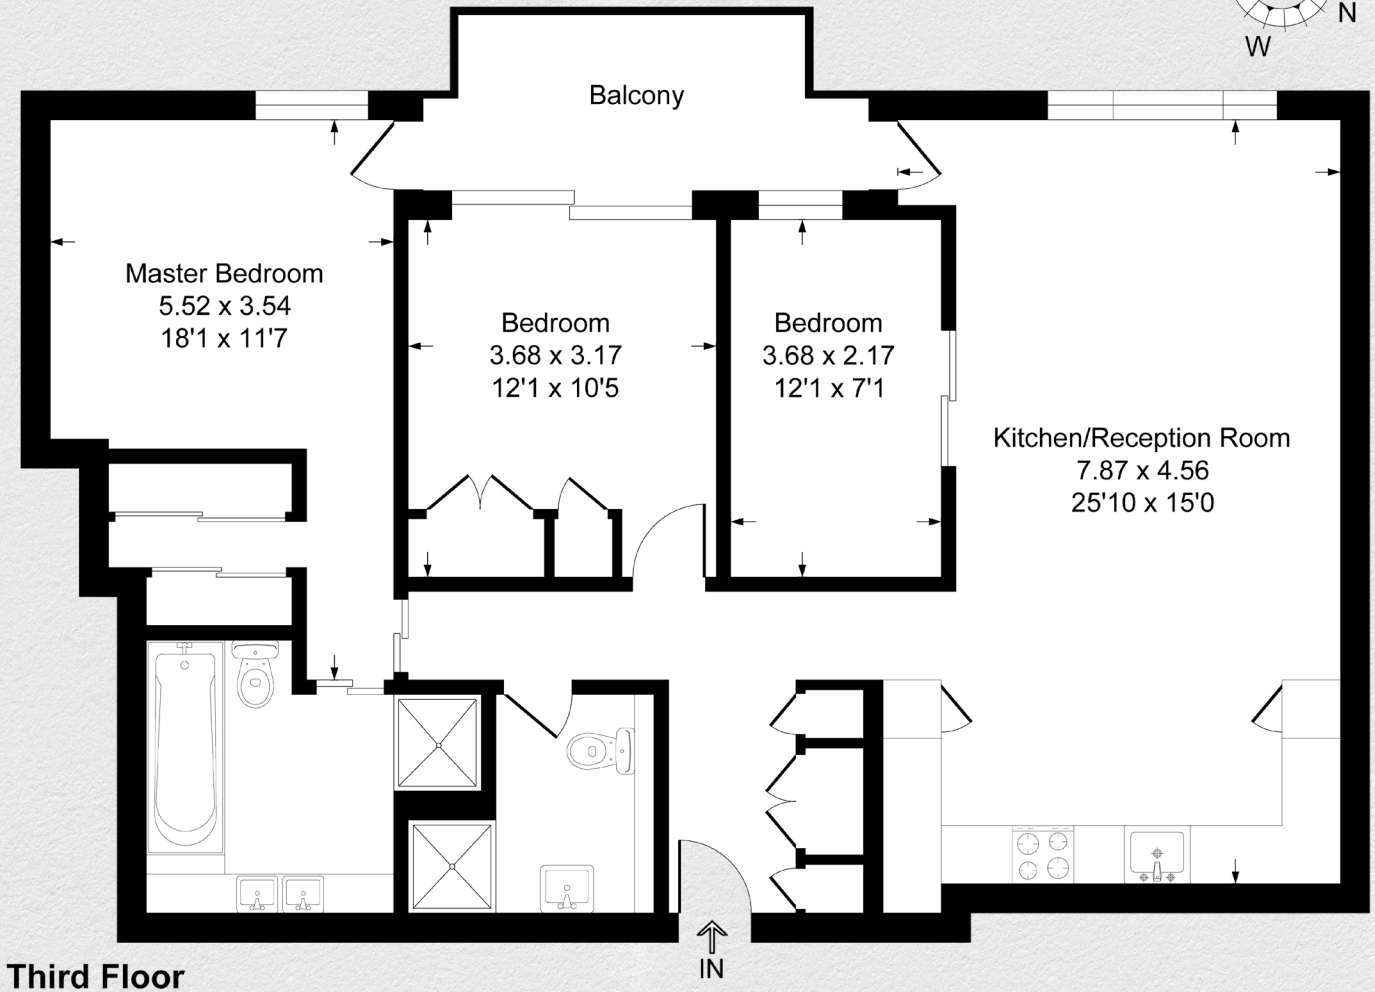 N
W
Balcony
Master Bedroom
5.52 x 3.54
18'1 x 11'7
Bedroom
3.68 x 3.17
12'1 x 10'5
Bedroom
3.68 x 2.17
12'1 x 7'1
Kitchen/Reception Room
7.87 x 4.56
25'10 x 15'0
IN
Third Floor